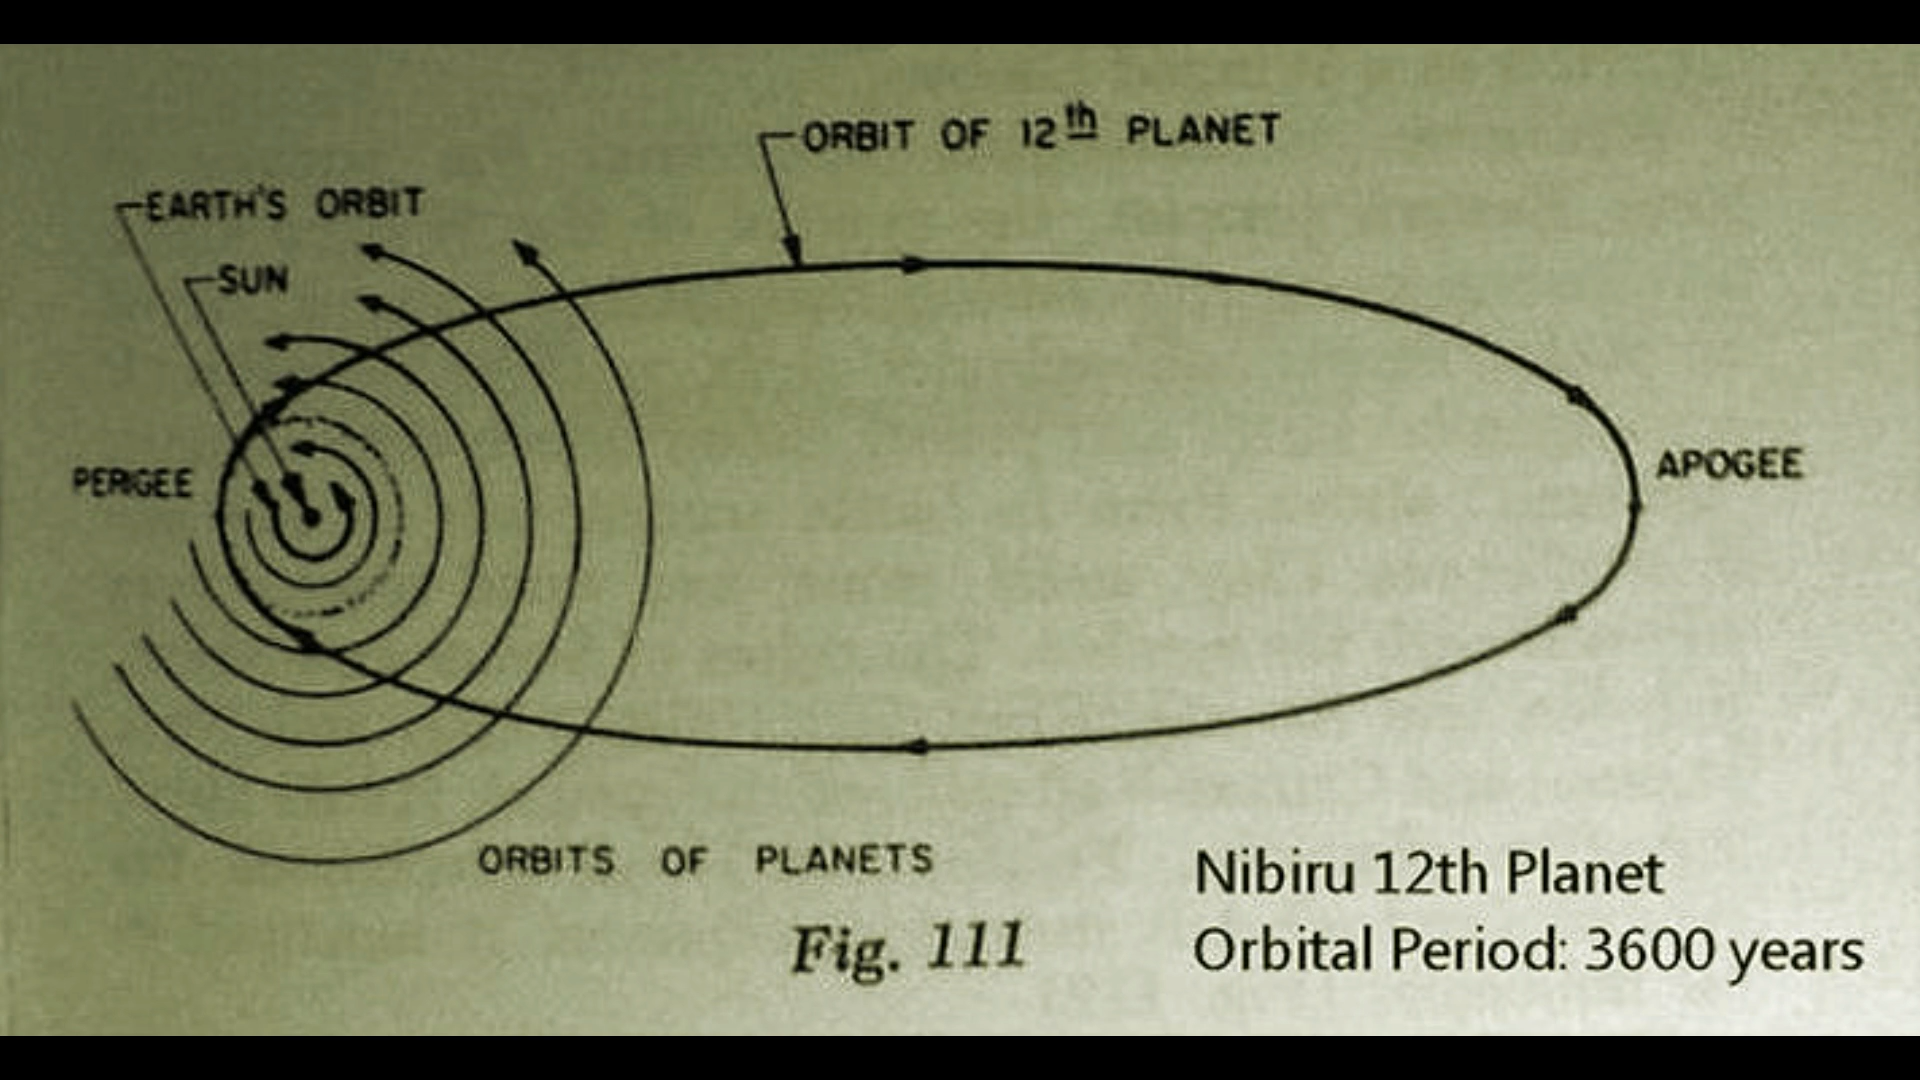 ORBIT OF 12th PLANET
EARTH'S ORBIT
SUN
PERIGEE
APOGEE
ORBITS OF PLANETS
Fig. 111
Nibiru 12th Planet
Orbital Period: 3600 years